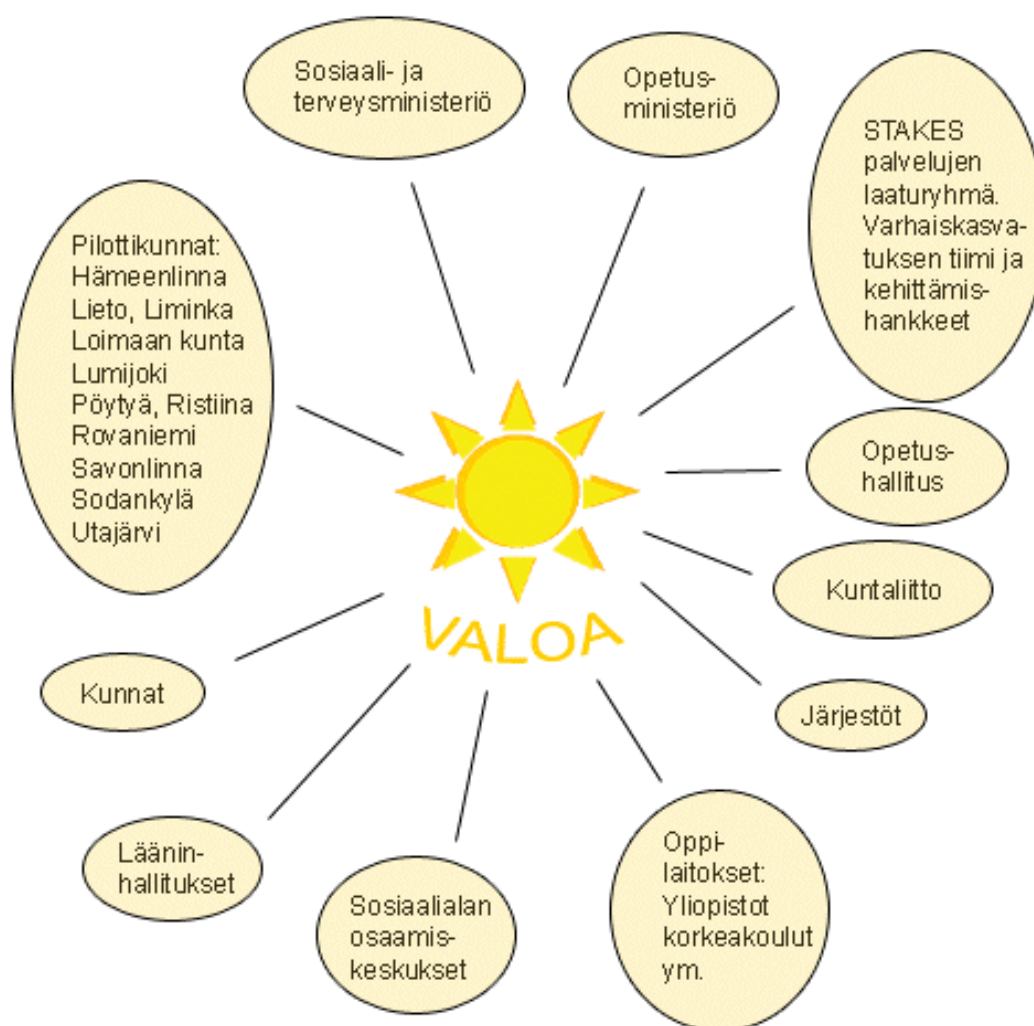 Sosiaali- ja
terveysministeriö
Opetus-
ministeriö
STAKES
palvelujen
laaturyhmä.
Varhaiskasva-
tuksen tiimi ja
kehittämis-
hankkeet
Pilottikunnat:
Hämeenlinna
Lieto, Liminka
Loimaan kunta
Lumijoki
Pöytyä, Ristiina
Rovaniemi
Savonlinna
Sodankylä
Utajärvi
Opetus-
hallitus
Kuntaliitto
VALOA
Kunnat
Järjestöt
Läänin-
hallitukset
Sosiaalialan
osaamis-
keskukset
Oppi-
laitokset:
Yliopistot
korkeakoulut
ym.